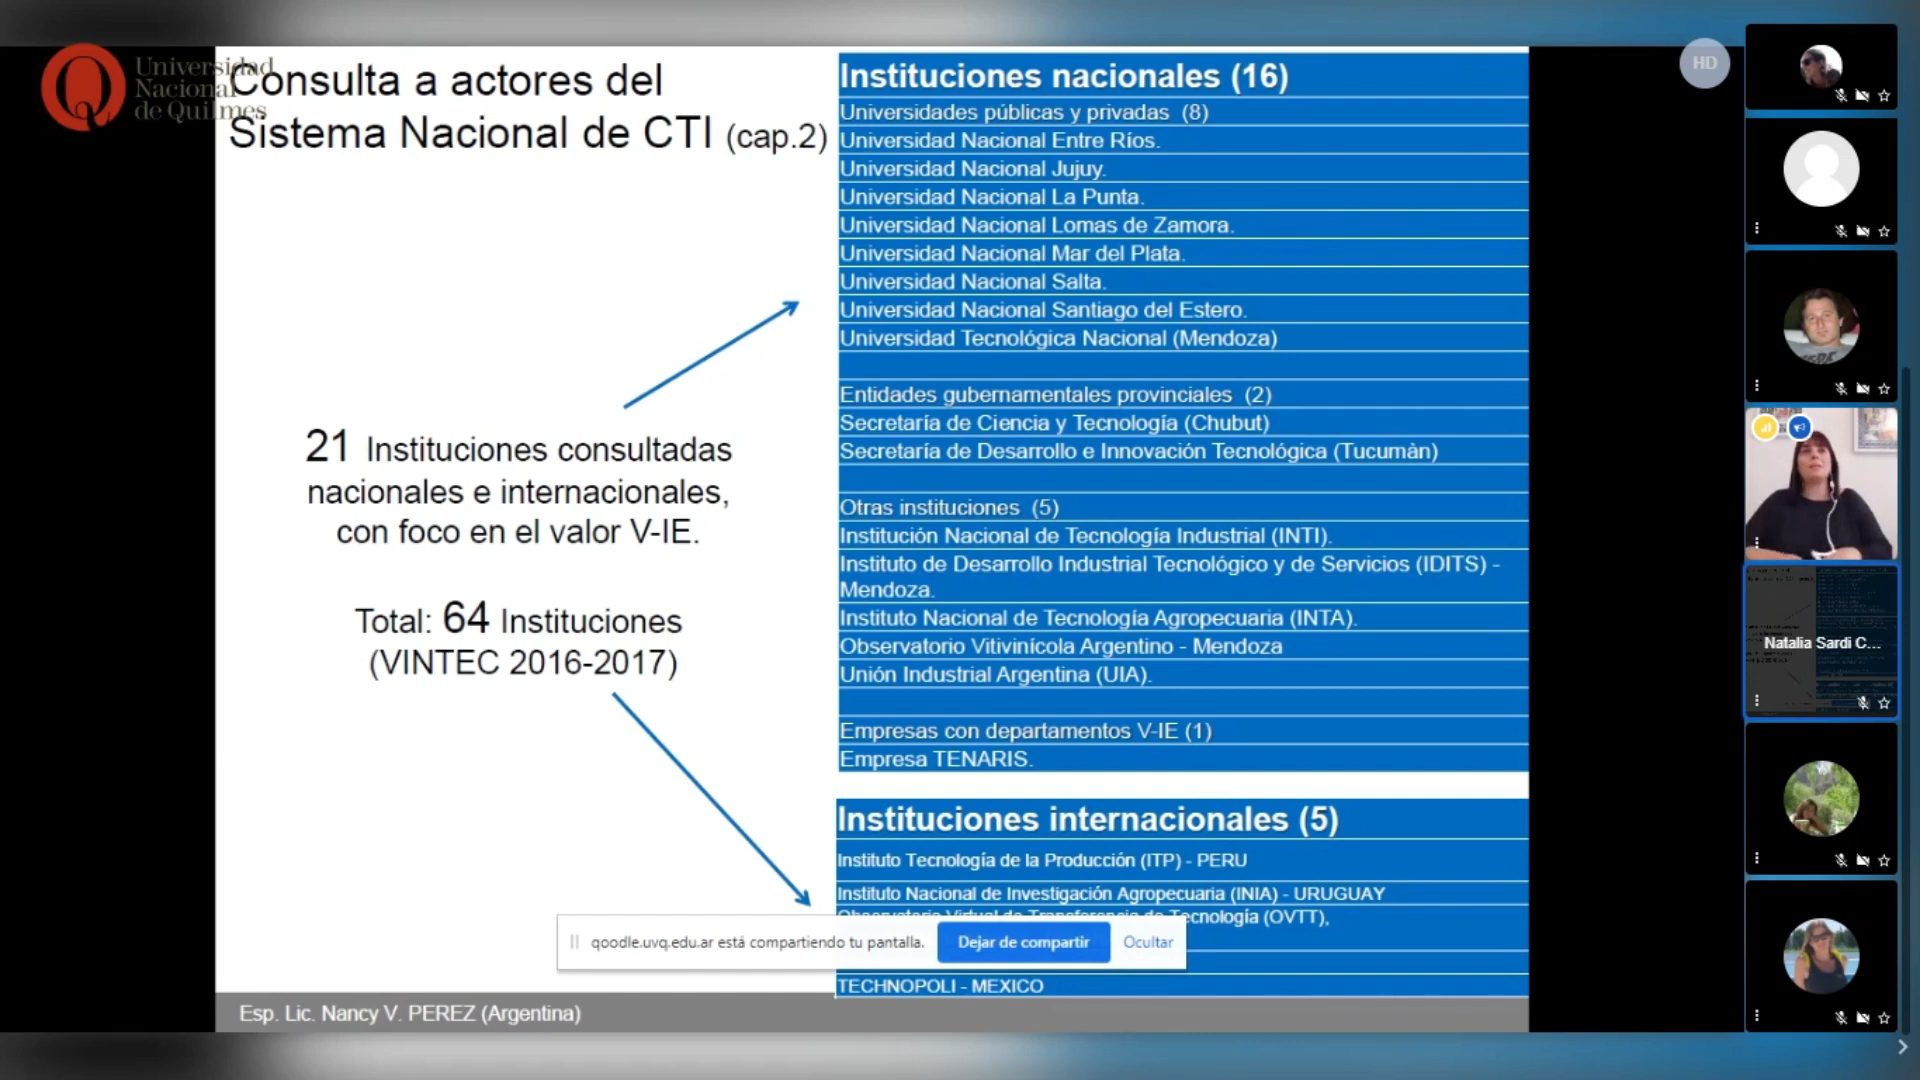 Universidad
Nacional
de Quilmes
Consulta a actores del
Sistema Nacional de CTI (cap.2)
21 Instituciones consultadas
nacionales e internacionales,
con foco en el valor V-IE.
Total: 64 Instituciones
(VINTEC 2016-2017)
Instituciones nacionales (16)
Universidades públicas y privadas (8)
Universidad Nacional Entre Ríos.
Universidad Nacional Jujuy.
Universidad Nacional La Punta.
Universidad Nacional Lomas de Zamora.
Universidad Nacional Mar del Plata.
Universidad Nacional Salta.
Universidad Nacional Santiago del Estero.
Universidad Tecnológica Nacional (Mendoza)
Entidades gubernamentales provinciales (2)
Secretaría de Ciencia y Tecnología (Chubut)
Secretaría de Desarrollo e Innovación Tecnológica (Tucumàn)
Otras instituciones (5)
Institución Nacional de Tecnología Industrial (INTI).
Instituto de Desarrollo Industrial Tecnológico y de Servicios (IDITS) -
Mendoza.
Instituto Nacional de Tecnología Agropecuaria (INTA).
Observatorio Vitivinícola Argentino - Mendoza
Unión Industrial Argentina (UIA).
Empresas con departamentos V-IE (1)
Empresa TENARIS.
Instituciones internacionales (5)
Instituto Tecnología de la Producción (ITP) - PERU
Instituto Nacional de Investigación Agropecuaria (INIA) - URUGUAY
Observatorio Virtual de Transferencia de Tecnología (OVTT),
TECHNOPOLI - MEXICO
qoodle.uvq.edu.ar está compartiendo tu pantalla.
Dejar de compartir
Ocultar
Esp. Lic. Nancy V. PEREZ (Argentina)
HD
Natalia Sardi C...